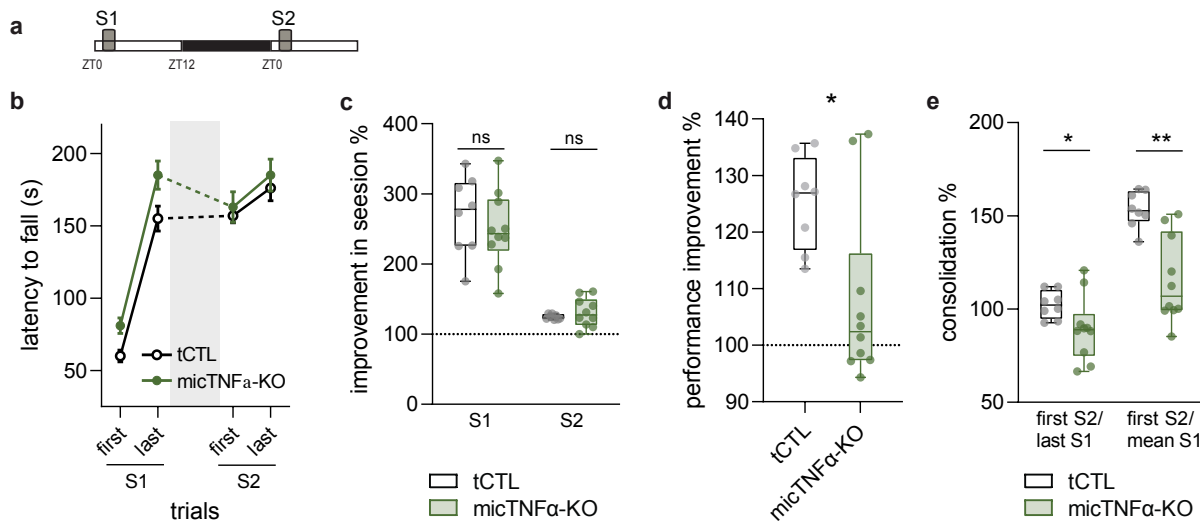 a
S1
S2
ZT0
ZT12
ZT0
b
latency to fall (s)
200
150
100
50
tCTL
micTNFa-KO
first
last
first
last
S1
S2
trials
c
improvement in seesion %
400
300
200
100
0
ns
ns
S1
S2
tCTL
micTNFα-KO
d
performance improvement %
140
130
120
110
100
90
*
tCTL
micTNFα-KO
e
consolidation %
200
150
100
50
*
**
first S2/
last S1
first S2/
mean S1
tCTL
micTNFα-KO